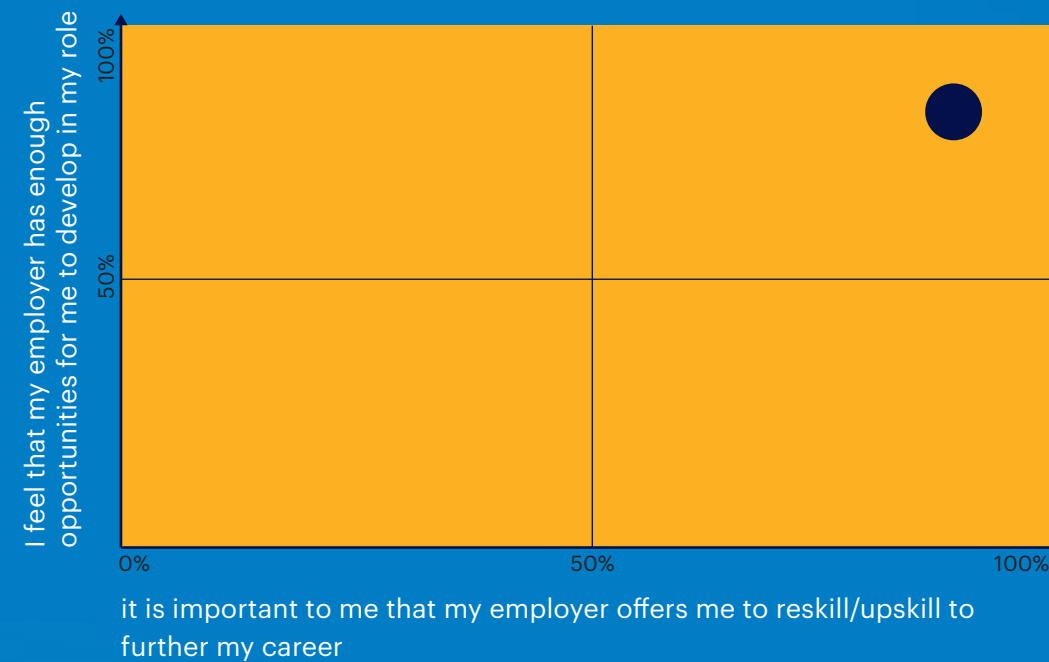 I feel that my employer has enough
opportunities for me to develop in my role
100%
50%
0%
50%
100%
it is important to me that my employer offers me to reskill/upskill to
further my career